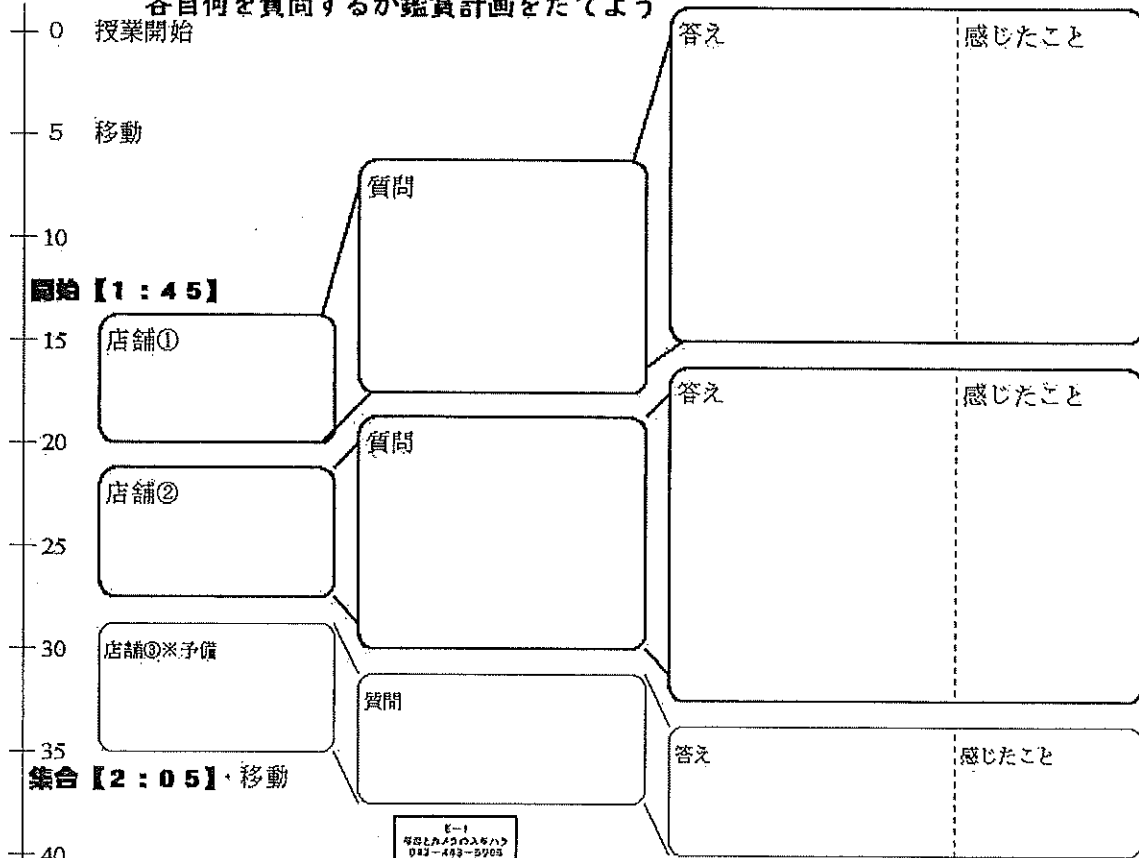 各自何を質問するか鑑賞計画をたてよう
0 授業開始
5 移動
10
開始【1:45】
15
店舗①
質問
答え
感じたこと
20
店舗②
質問
答え
感じたこと
25
30
店舗③※予備
質問
答え
感じたこと
35
集合【2:05】・移動
40